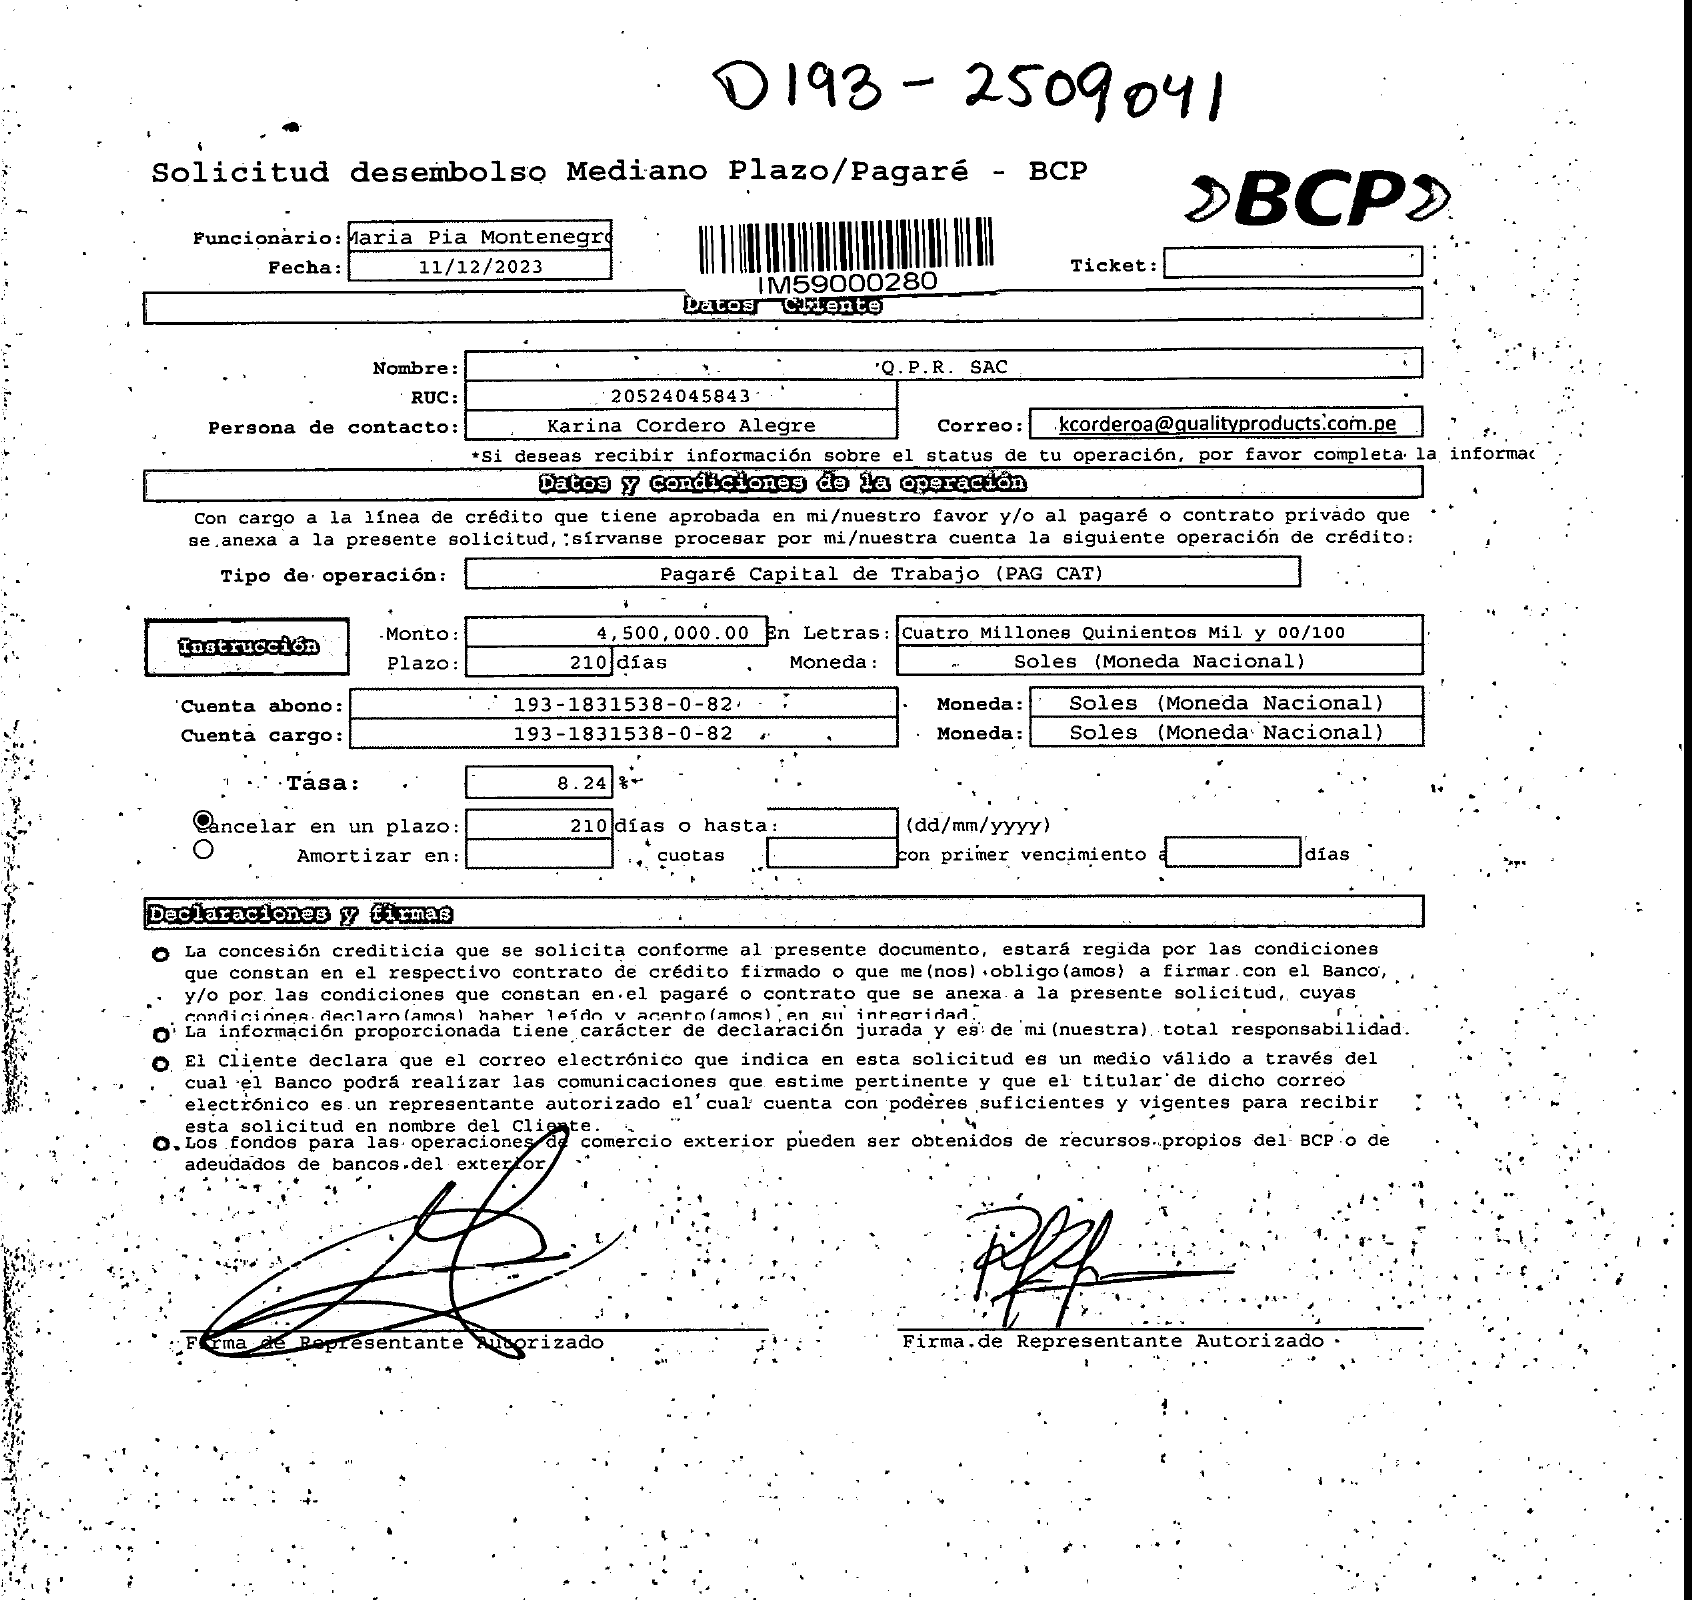 D193-2509041
Solicitud desembolso Mediano Plazo/Pagaré - BCP
BCP
Funcionario: Maria Pia Montenegro
Fecha: 11/12/2023
IM59000280
Ticket:
Datos Cliente
Nombre: Q.P.R. SAC
RUC: 20524045843
Persona de contacto: Karina Cordero Alegre Correo: kcorderoa@qualityproducts.com.pe
*Si deseas recibir información sobre el status de tu operación, por favor completa la informac
Datos y condiciones de la operación
Con cargo a la línea de crédito que tiene aprobada en mi/nuestro favor y/o al pagaré o contrato privado que
se anexa a la presente solicitud, sírvanse procesar por mi/nuestra cuenta la siguiente operación de crédito:
Tipo de operación: Pagaré Capital de Trabajo (PAG CAT)
Instrucción
Monto: 4,500,000.00 En Letras: Cuatro Millones Quinientos Mil y 00/100
Plazo: 210 días Moneda: Soles (Moneda Nacional)
Cuenta abono: 193-1831538-0-82 Moneda: Soles (Moneda Nacional)
Cuenta cargo: 193-1831538-0-82 Moneda: Soles (Moneda Nacional)
Tasa: 8.24 %
Cancelar en un plazo: 210 días o hasta: (dd/mm/yyyy)
Amortizar en: cuotas con primer vencimiento a días
Declaraciones y firmas
La concesión crediticia que se solicita conforme al presente documento, estará regida por las condiciones
que constan en el respectivo contrato de crédito firmado o que me(nos) obligo(amos) a firmar con el Banco,
y/o por las condiciones que constan en el pagaré o contrato que se anexa a la presente solicitud, cuyas
condiciones declaro(amos) haber leído y acepto(amos) en su integridad.
La información proporcionada tiene carácter de declaración jurada y es de mi(nuestra) total responsabilidad.
El Cliente declara que el correo electrónico que indica en esta solicitud es un medio válido a través del
cual el Banco podrá realizar las comunicaciones que estime pertinente y que el titular de dicho correo
electrónico es un representante autorizado el cual cuenta con poderes suficientes y vigentes para recibir
esta solicitud en nombre del Cliente.
Los fondos para las operaciones de comercio exterior pueden ser obtenidos de recursos propios del BCP o de
adeudados de bancos del exterior
Firma de Representante Autorizado
Firma de Representante Autorizado